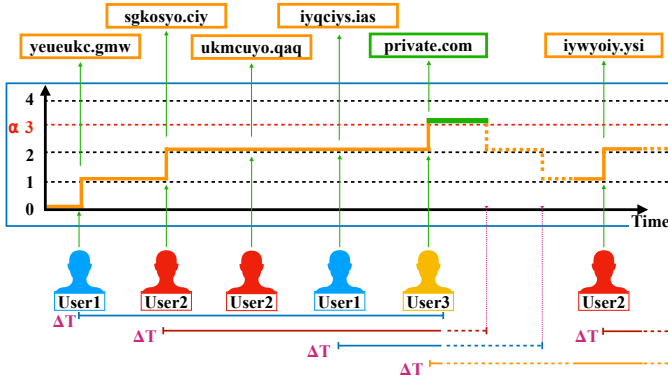 sgkosyo.ciy
iyqciys.ias
yeueukc.gmw
ukmcuyo.qaq
private.com
iywyoiy.ysi
4
α 3
2
1
0
Time
User1
User2
User2
User1
User3
User2
ΔT
ΔT
ΔT
ΔT
ΔT